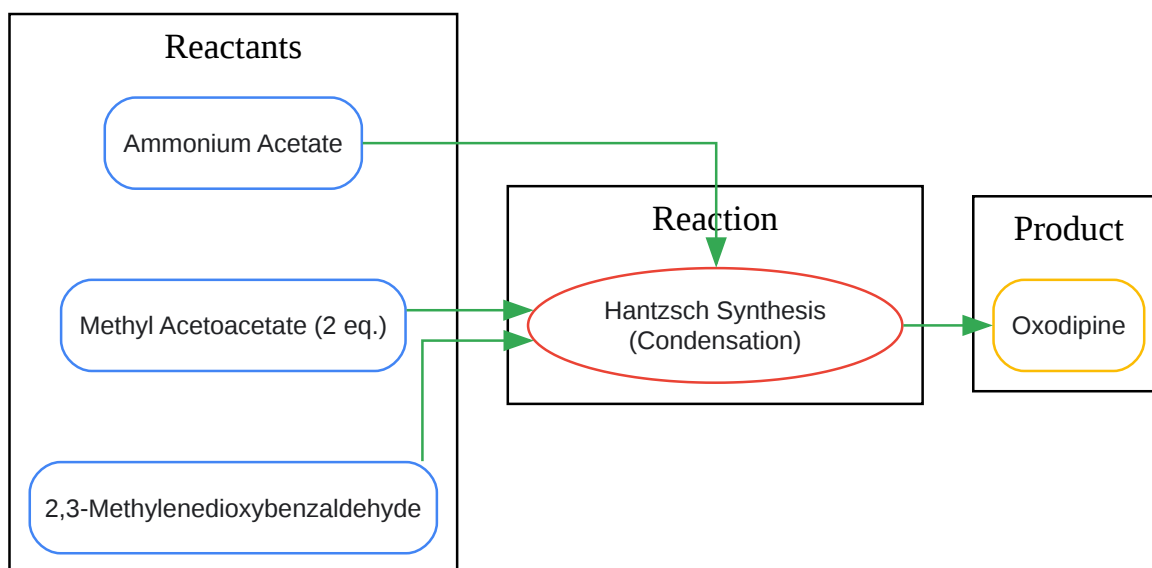 Reactants
Ammonium Acetate
Methyl Acetoacetate (2 eq.)
2,3-Methylenedioxybenzaldehyde
Reaction
Hantzsch Synthesis
(Condensation)
Product
Oxodipine